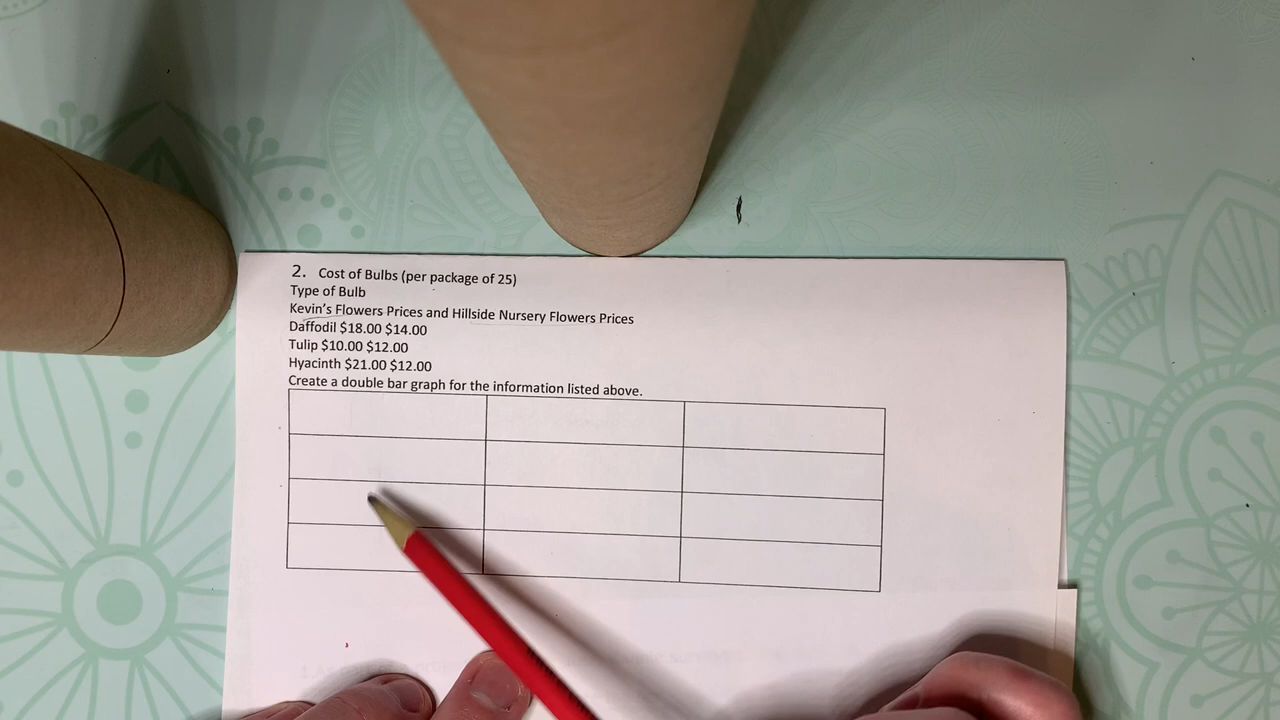 2. Cost of Bulbs (per package of 25)
Type of Bulb
Kevin's Flowers Prices and Hillside Nursery Flowers Prices
Daffodil $18.00 $14.00
Tulip $10.00 $12.00
Hyacinth $21.00 $12.00
Create a double bar graph for the information listed above.